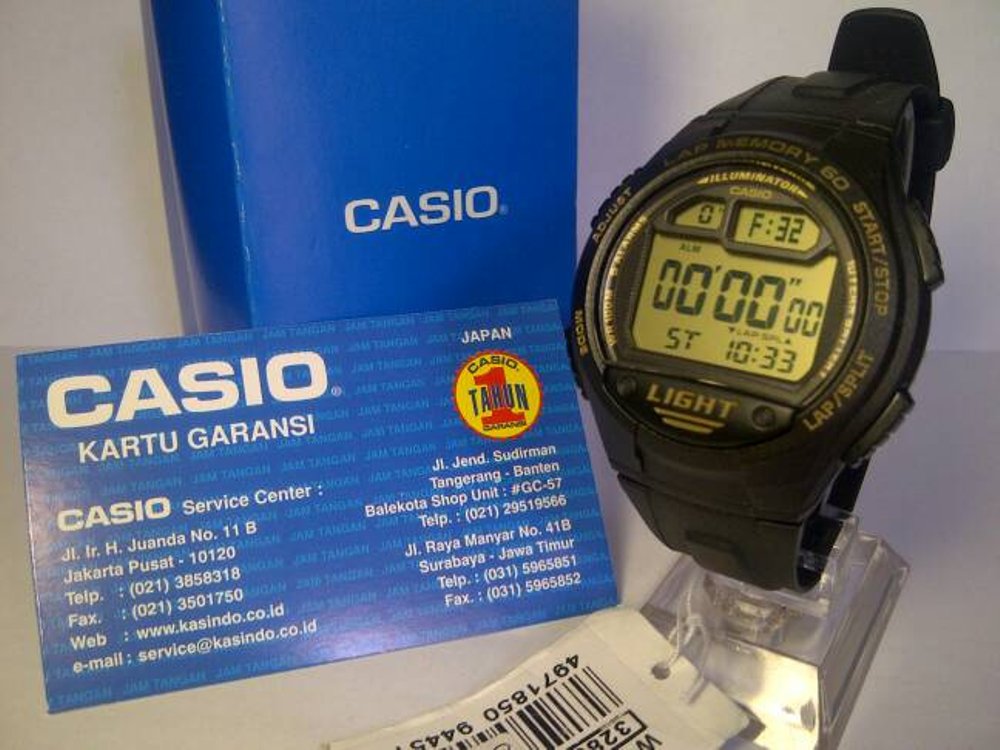 CASIO
CASIO
KARTU GARANSI
CASIO Service Center :
Jl. Ir. H. Juanda No. 11 B
Jakarta Pusat - 10120
Telp. : (021) 3858318
Fax. : (021) 3501750
Web : www.kasindo.co.id
e-mail : service@kasindo.co.id
JAPAN
CASIO
1
TAHUN
GARANSI
Jl. Jend. Sudirman
Tangerang - Banten
Balekota Shop Unit : #GC-57
Telp. : (021) 29519566
Jl. Raya Manyar No. 41B
Surabaya - Jawa Timur
Telp. : (031) 5965851
Fax. : (031) 5965852
JAM TANGAN
LAP MEMORY 60
ILLUMINATOR
CASIO
ADJUST
START/STOP
MODE
LAP/SPLIT
0'
F:32
ALM
00'00"00
LAP SPL
ST 10:33
LIGHT
4971850